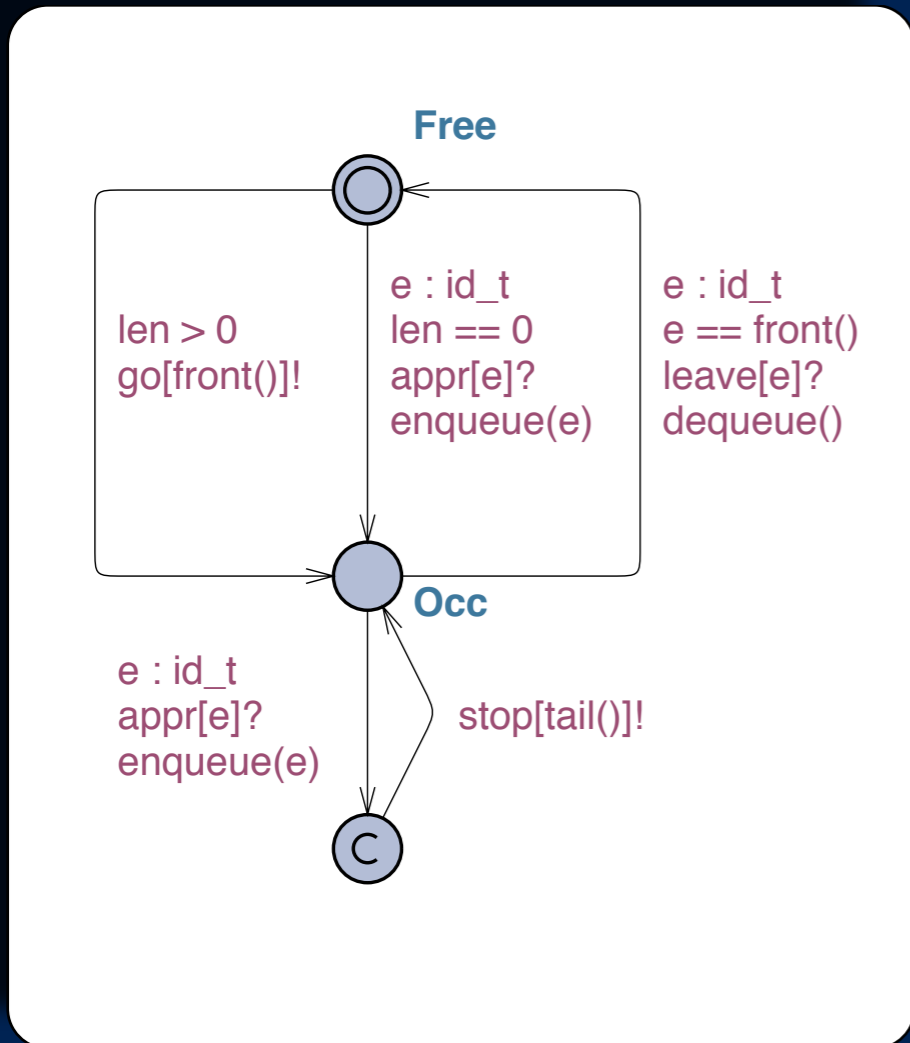 Free
len > 0
go[front()]!
e : id_t
len == 0
appr[e]?
enqueue(e)
e : id_t
e == front()
leave[e]?
dequeue()
Occ
e : id_t
appr[e]?
enqueue(e)
stop[tail()]!
C